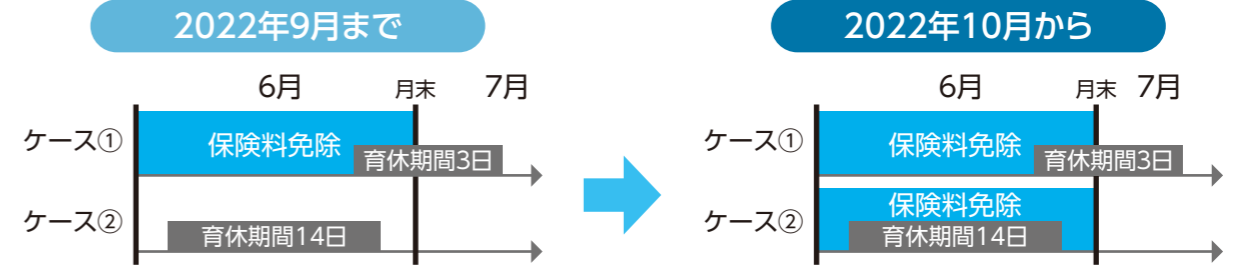 2022年9月まで
6月 月末 7月
ケース① 保険料免除
育休期間3日
ケース② 育休期間14日
2022年10月から
6月 月末 7月
ケース① 保険料免除
育休期間3日
保険料免除
ケース② 育休期間14日